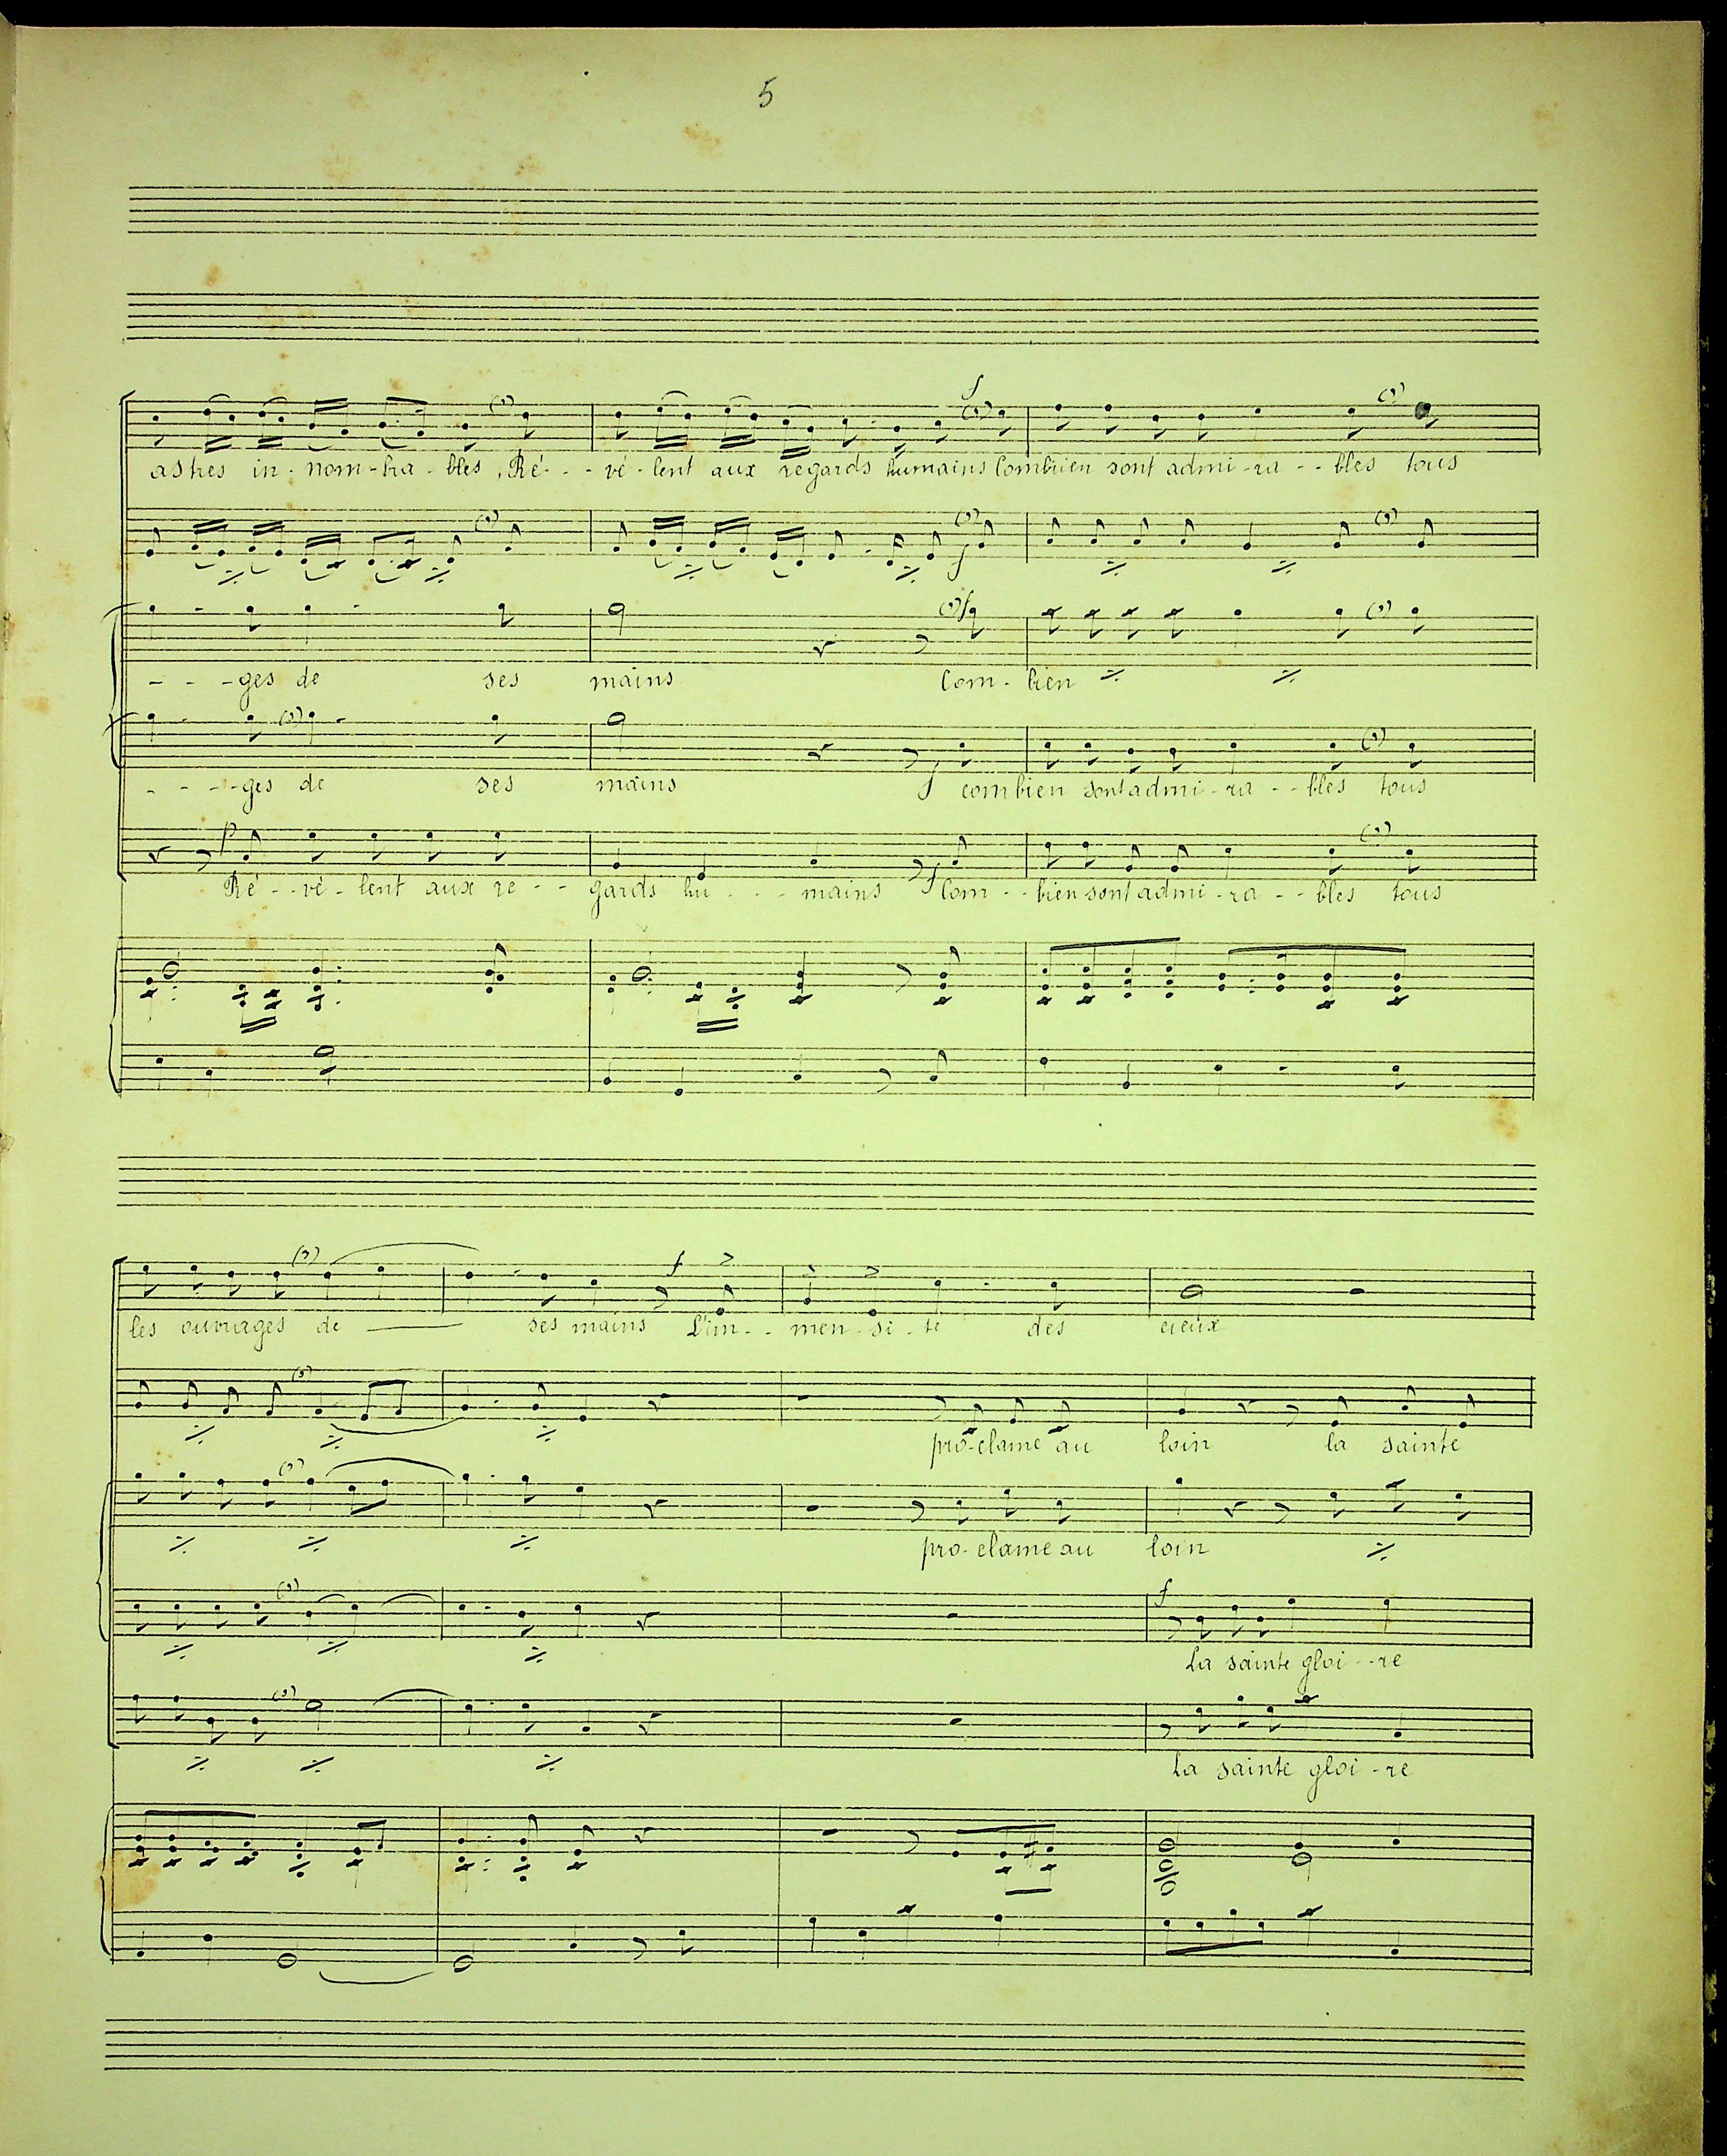 5
f
astres in - nom - bra - bles, Ré - - - vè - lent aux regards humains Combien sont admi - ra - - bles tous
f
f
- - - ges de ses mains Com - bien
- - - ges de ses mains f combien sont admi - ra - - bles tous
p
Ré - - vè - lent aux re - - - gards hu - - - mains f Com - - bien sont admi - ra - - bles tous
f
les ouvrages de ses mains L'im - - men - si - te des cieux
pro - clame au loin la sainte
pro - clame au loin
f
La sainte gloi - - re
La sainte gloi - re